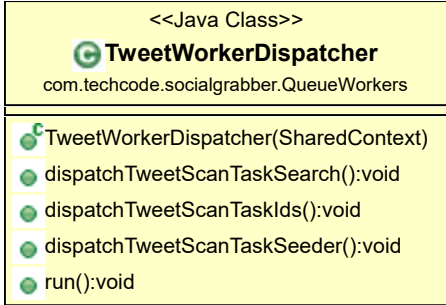 <<Java Class>>
TweetWorkerDispatcher
com.techcode.socialgrabber.QueueWorkers
TweetWorkerDispatcher(SharedContext)
dispatchTweetScanTaskSearch():void
dispatchTweetScanTaskIds():void
dispatchTweetScanTaskSeeder():void
run():void